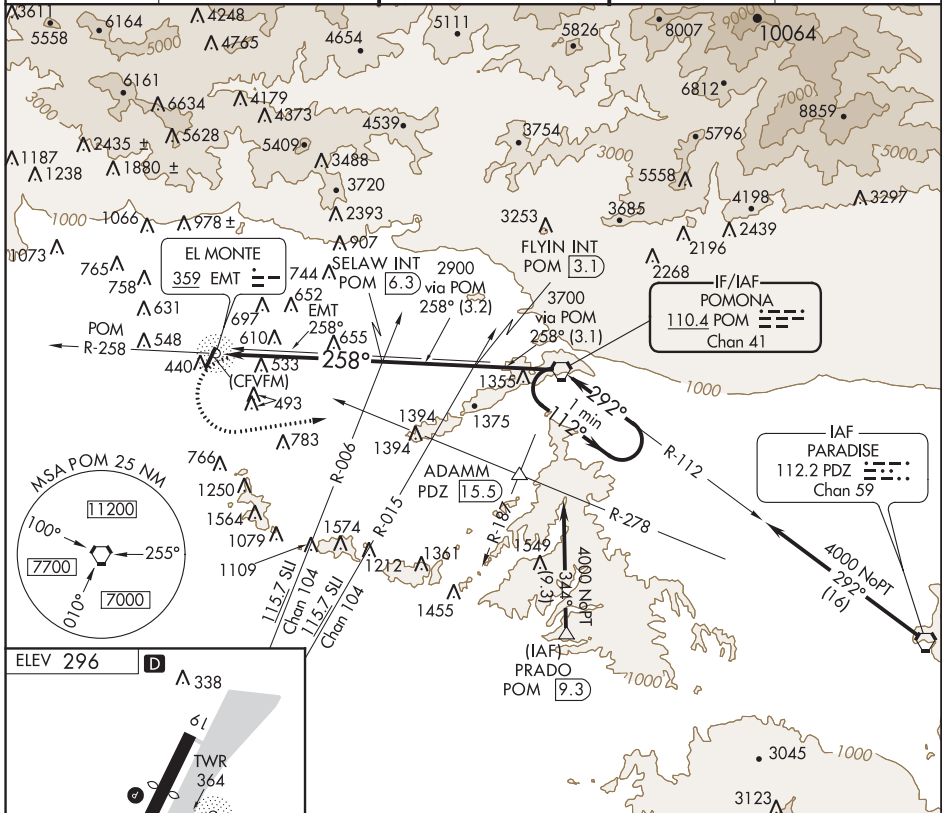 3611
5558
6164
4248
5000
4765
4654
5111
5826
8007
9000
10064
6161
3000
6634
4179
4373
6812
7000
8859
4539
3754
5796
5000
2435 ±
5628
5409
3488
3000
1187
1238
1880 ±
3720
5558
4198
3297
1000
1066
978 ±
2393
3253
3685
2196
2439
1073
907
2268
EL MONTE
359 EMT
765
758
744
SELAW INT
POM 6.3
2900
via POM
258° (3.2)
FLYIN INT
POM 3.1
3700
via POM
258° (3.1)
IF/IAF
POMONA
110.4 POM
Chan 41
631
697
652
EMT
258°
POM
R-258
548
610
655
258°
440
533
(CFVFM)
493
1355
1000
292°
1 min
112°
1375
1394
1394
783
766
R-006
ADAMM
PDZ 15.5
R-112
IAF
PARADISE
112.2 PDZ
Chan 59
MSA POM 25 NM
11200
100°
255°
7700
7000
010°
1250
1564
1079
1109
1574
R-015
1212
1361
1455
R-187
R-278
1549
(9.3)
344°
4000 NoPT
4000 NoPT
292°
(16)
115.7 SLI
Chan 104
115.7 SLI
Chan 104
(IAF)
PRADO
POM 9.3
1000
ELEV 296 D
338
19
TWR
364
P
3045
1000
3123